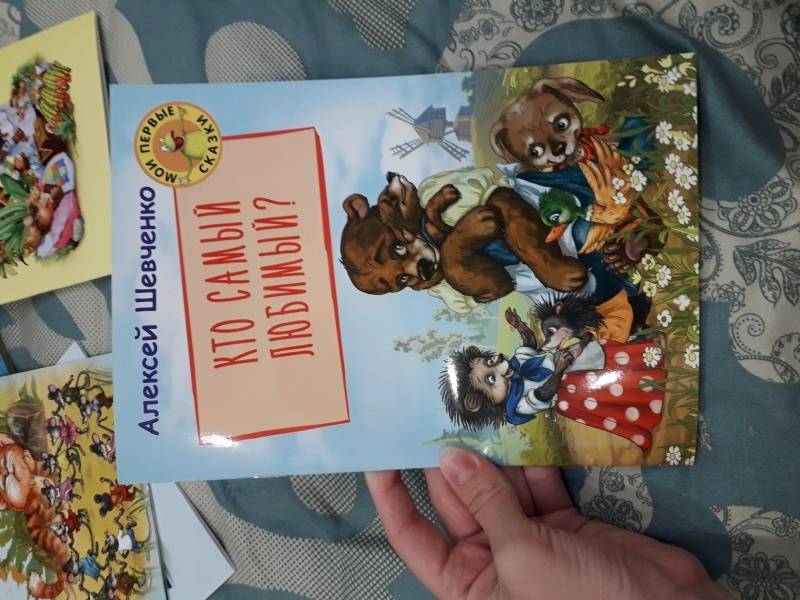 Алексей Шевченко
МОИ ПЕРВЫЕ
СКАЗКИ
КТО САМЫЙ
ЛЮБИМЫЙ?